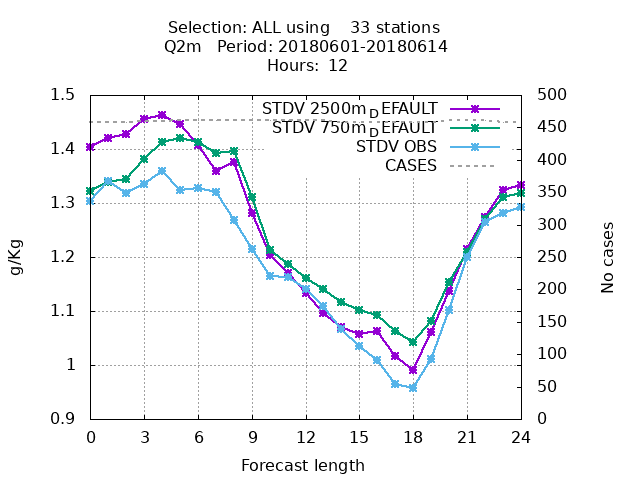 Selection: ALL using    33 stations
Q2m   Period: 20180601-20180614
Hours: 12
g/Kg
No cases
1.5
1.4
1.3
1.2
1.1
1
0.9
500
450
400
350
300
250
200
150
100
50
0
STDV 2500m_DEFAULT
STDV 750m_DEFAULT
STDV OBS
CASES
0 3 6 9 12 15 18 21 24
Forecast length